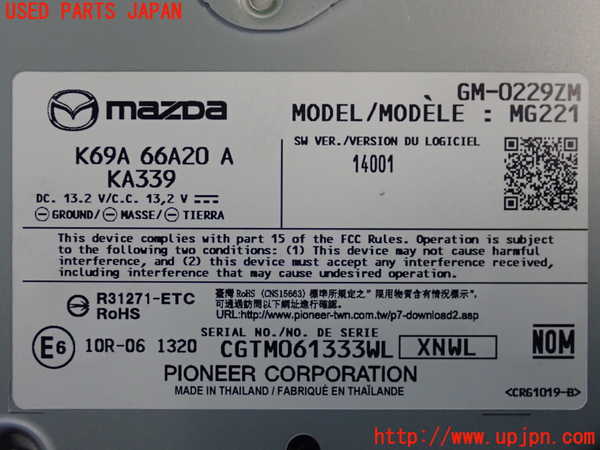 USED PARTS JAPAN
mazda
GM-0229ZM
MODEL/MODÈLE : MG221
K69A 66A20 A
KA339
SW VER./VERSION DU LOGICIEL
14001
DC. 13.2 V/C.C. 13,2 V
GROUND/ MASSE/ TIERRA
This device complies with part 15 of the FCC Rules. Operation is subject
to the following two conditions: (1) This device may not cause harmful
interference, and (2) this device must accept any interference received,
including interference that may cause undesired operation.
R31271-ETC
RoHS
臺灣 RoHS (CNS15663) 標準所規定之" 限用物質含有情況標示",
可透過造訪以下網址進行確認。
URL:http://www.pioneer-twn.com.tw/p7-download2.asp
SERIAL NO./NO. DE SERIE
E6 10R-06 1320 CGTM061333WL XNWL NOM
PIONEER CORPORATION
MADE IN THAILAND / FABRIQUÉ EN THAÏLANDE
<CRG1019-B>
http://www.upjpn.com